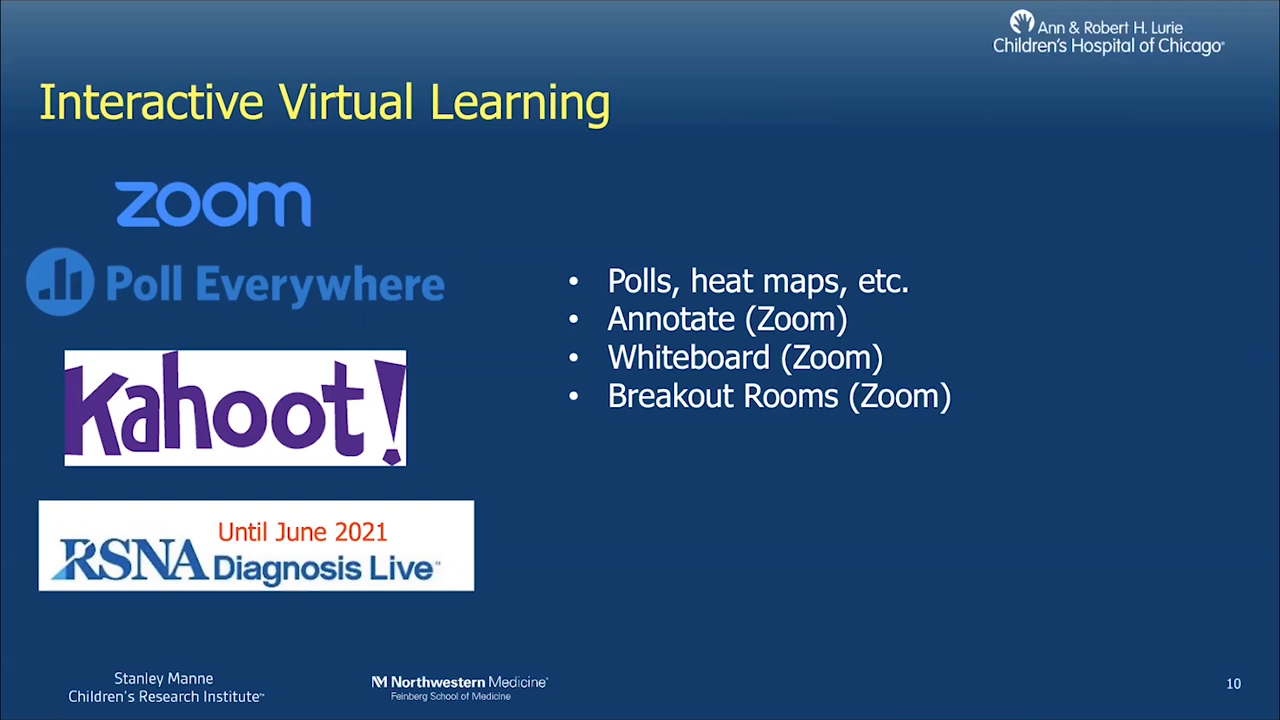 Ann & Robert H. Lurie
Children's Hospital of Chicago®
Interactive Virtual Learning
zoom
Poll Everywhere
Kahoot!
Until June 2021
RSNA Diagnosis Live™
• Polls, heat maps, etc.
• Annotate (Zoom)
• Whiteboard (Zoom)
• Breakout Rooms (Zoom)
Stanley Manne
Children's Research Institute™
Northwestern Medicine®
Feinberg School of Medicine
10